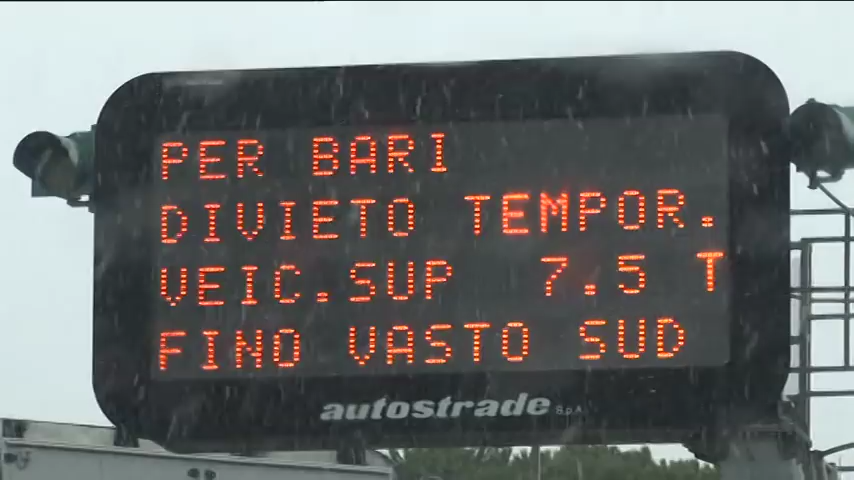 PER BARI
DIVIETO TEMPOR.
VEIC.SUP 7.5 T
FINO VASTO SUD
autostrade S.p.A.